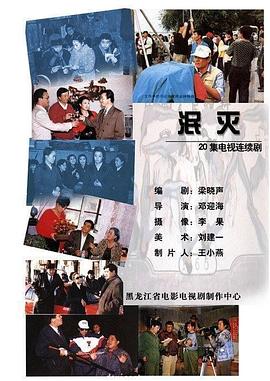 泯灭
20集电视连续剧
编 剧：梁晓声
导 演：邓迎海
摄 像：李 果
美 术：刘建一
制 片 人：王小燕
黑龙江省电影电视剧制作中心